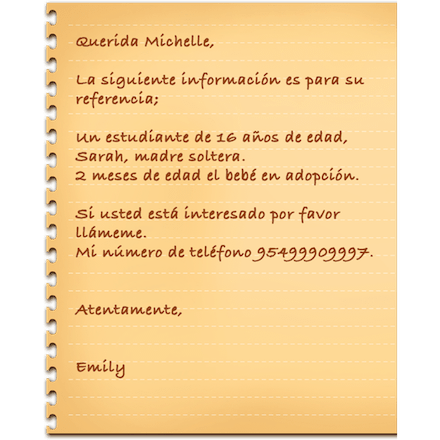 Querida Michelle,
La siguiente información es para su
referencia;
Un estudiante de 16 años de edad,
Sarah, madre soltera.
2 meses de edad el bebé en adopción.
Si usted está interesado por favor
llámeme.
Mi número de teléfono 95499909997.
Atentamente,
Emily